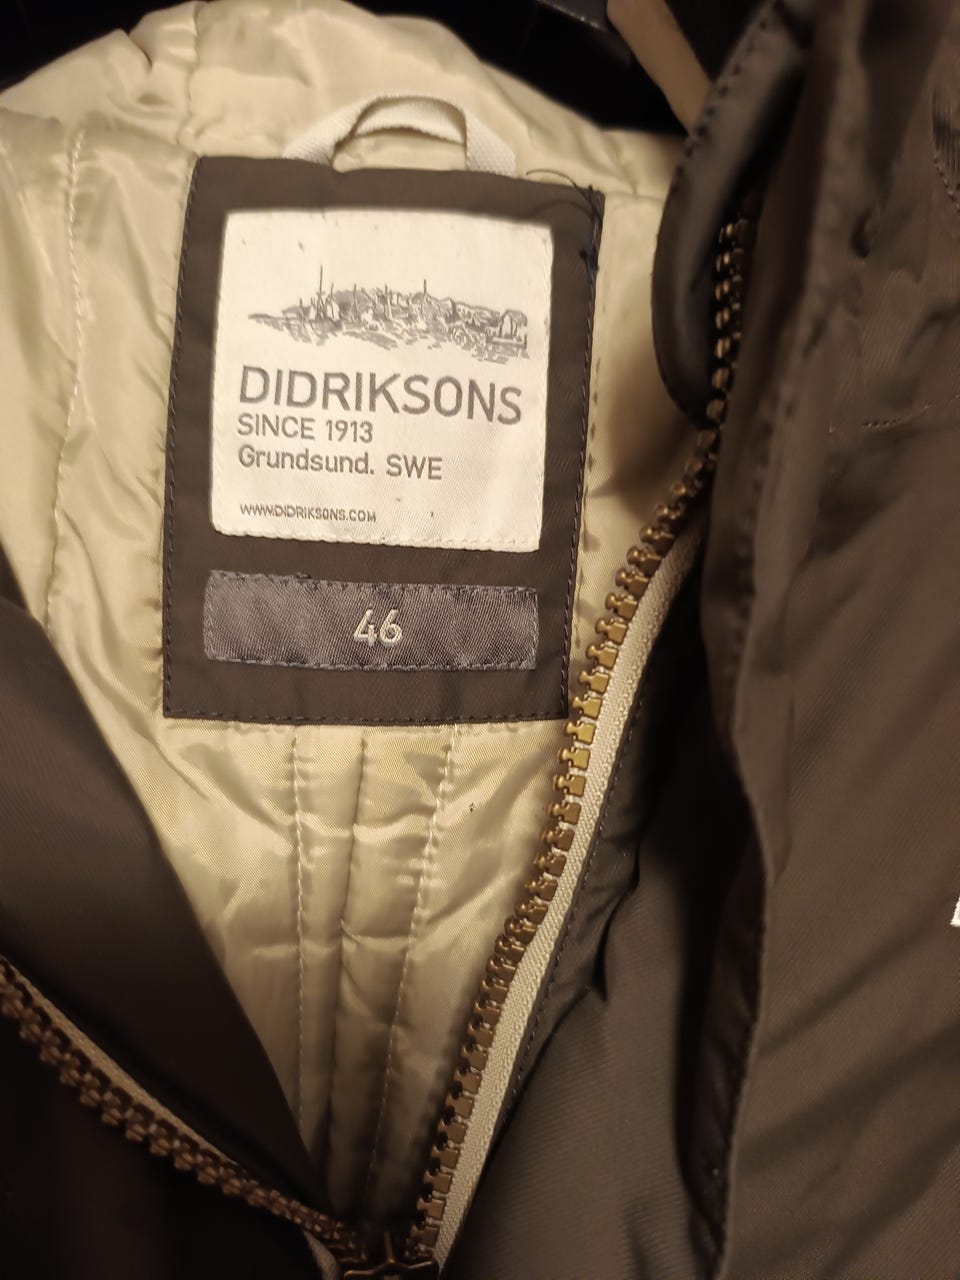 DIDRIKSONS
SINCE 1913
Grundsund. SWE
WWW.DIDRIKSONS.COM
46